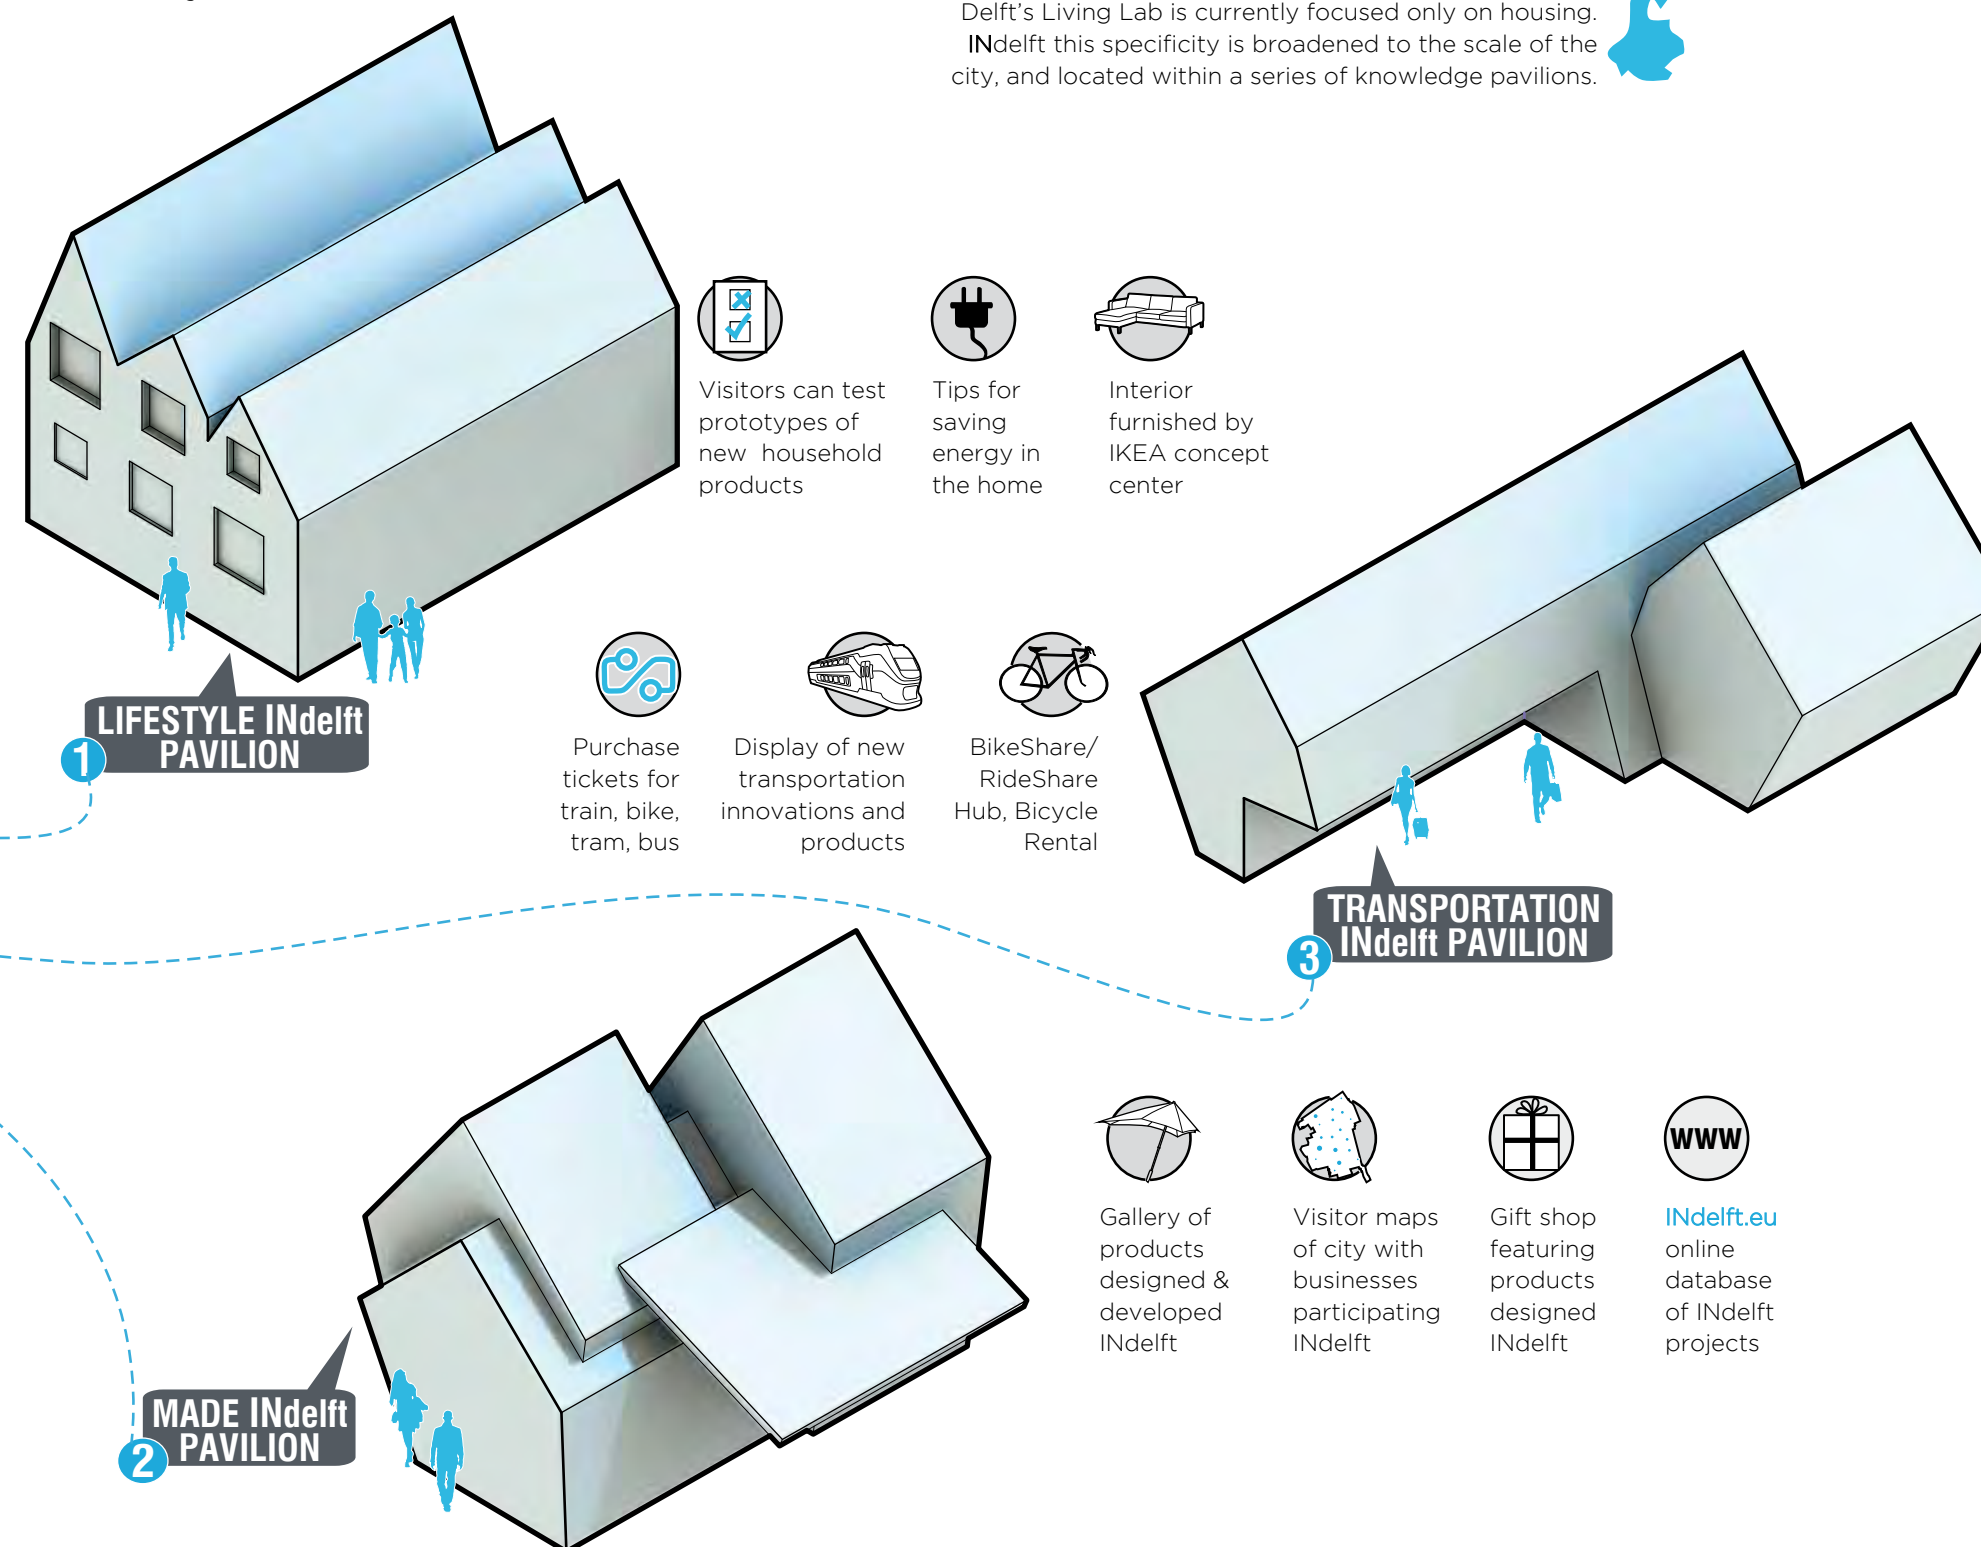 Delft's Living Lab is currently focused only on housing.
INdelft this specificity is broadened to the scale of the
city, and located within a series of knowledge pavilions.
Visitors can test
prototypes of
new household
products
Tips for
saving
energy in
the home
Interior
furnished by
IKEA concept
center
LIFESTYLE INdelft
PAVILION
1
Purchase
tickets for
train, bike,
tram, bus
Display of new
transportation
innovations and
products
BikeShare/
RideShare
Hub, Bicycle
Rental
TRANSPORTATION
INdelft PAVILION
3
MADE INdelft
PAVILION
2
Gallery of
products
designed &
developed
INdelft
Visitor maps
of city with
businesses
participating
INdelft
Gift shop
featuring
products
designed
INdelft
www
INdelft.eu
online
database
of INdelft
projects